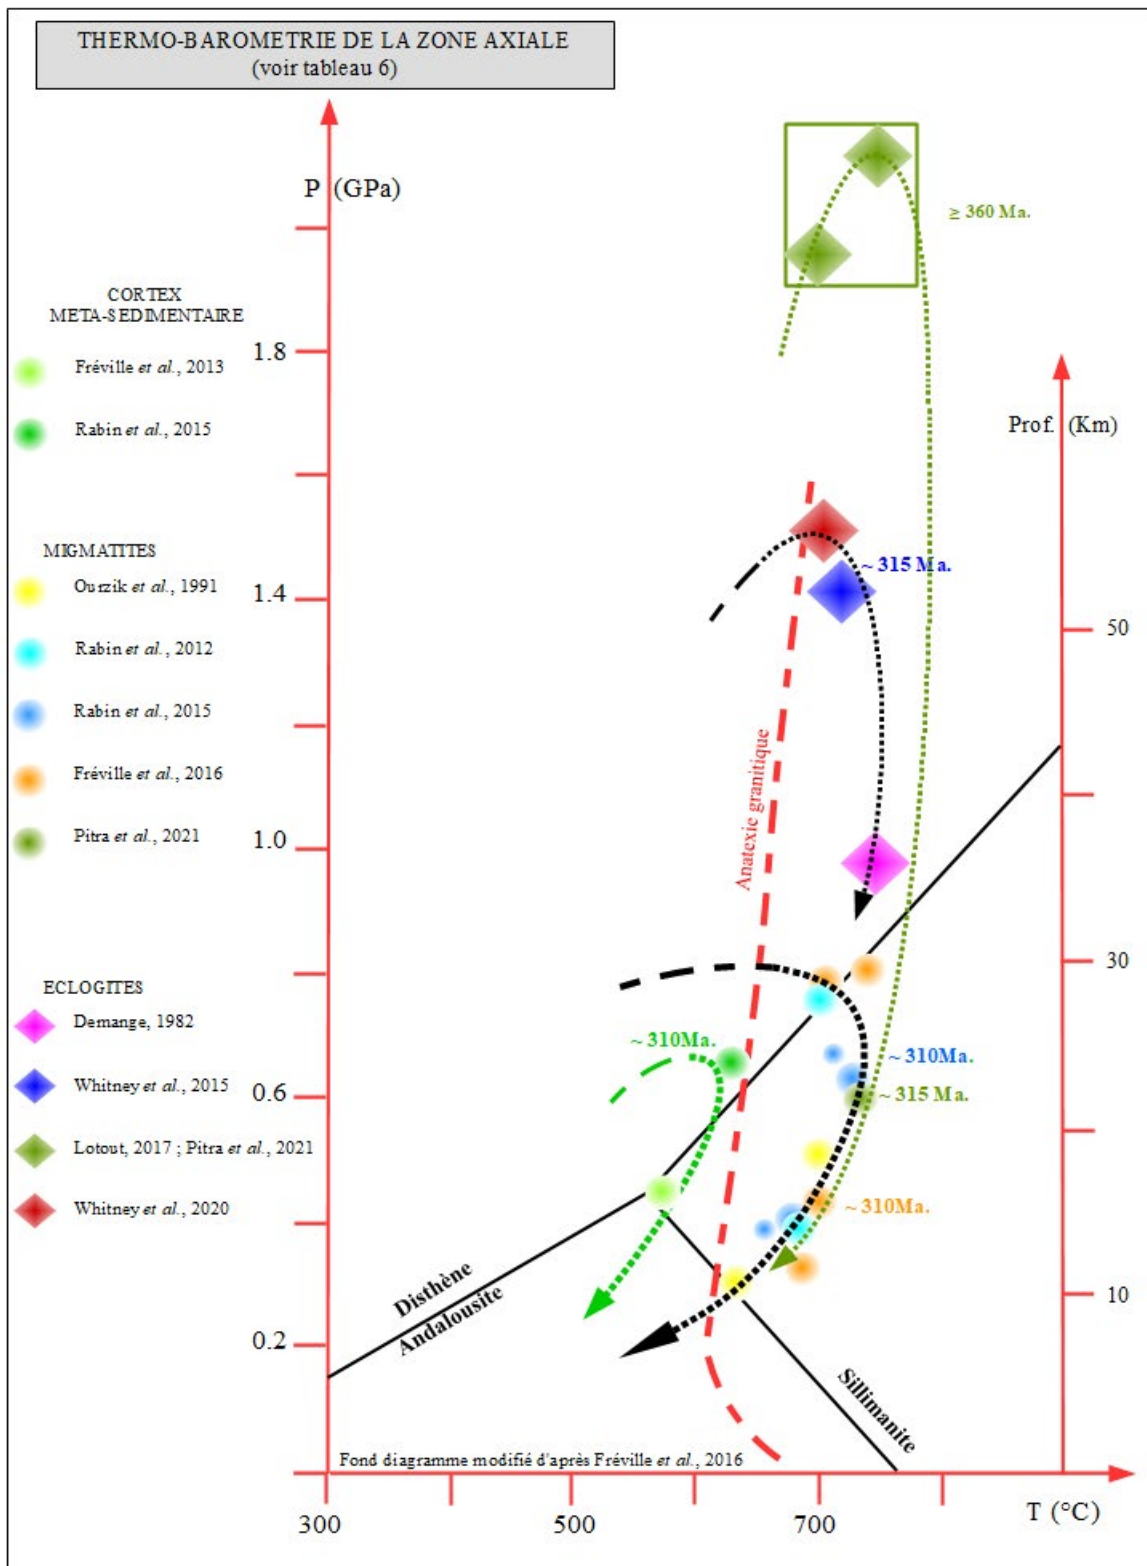 THERMO-BAROMETRIE DE LA ZONE AXIALE
(voir tableau 6)
P (GPa)
≥ 360 Ma.
CORTEX
META-SEDIMENTAIRE
Fréville et al., 2013
Rabin et al., 2015
1.8
Prof. (Km)
MIGMATITES
Ourzik et al., 1991
Rabin et al., 2012
Rabin et al., 2015
Fréville et al., 2016
Pitra et al., 2021
~ 315 Ma.
1.4
50
Anatexie granitique
1.0
30
ECLOGITES
Demange, 1982
Whitney et al., 2015
Lotout, 2017 ; Pitra et al., 2021
Whitney et al., 2020
~ 310Ma.
~ 310Ma.
0.6
~ 315 Ma.
~ 310Ma.
10
Disthène
Andalousite
0.2
Sillimanite
Fond diagramme modifié d'après Fréville et al., 2016
300
500
700
T (°C)